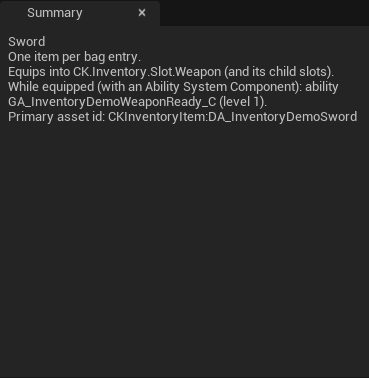 Summary
Sword
One item per bag entry.
Equips into CK.Inventory.Slot.Weapon (and its child slots).
While equipped (with an Ability System Component): ability
GA_InventoryDemoWeaponReady_C (level 1).
Primary asset id: CKInventoryItem:DA_InventoryDemoSword